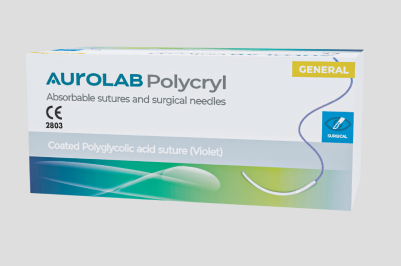 GENERAL
AUROLAB Polycryl
Absorbable sutures and surgical needles
CE
2803
SURGICAL
Coated Polyglycolic acid suture (Violet)